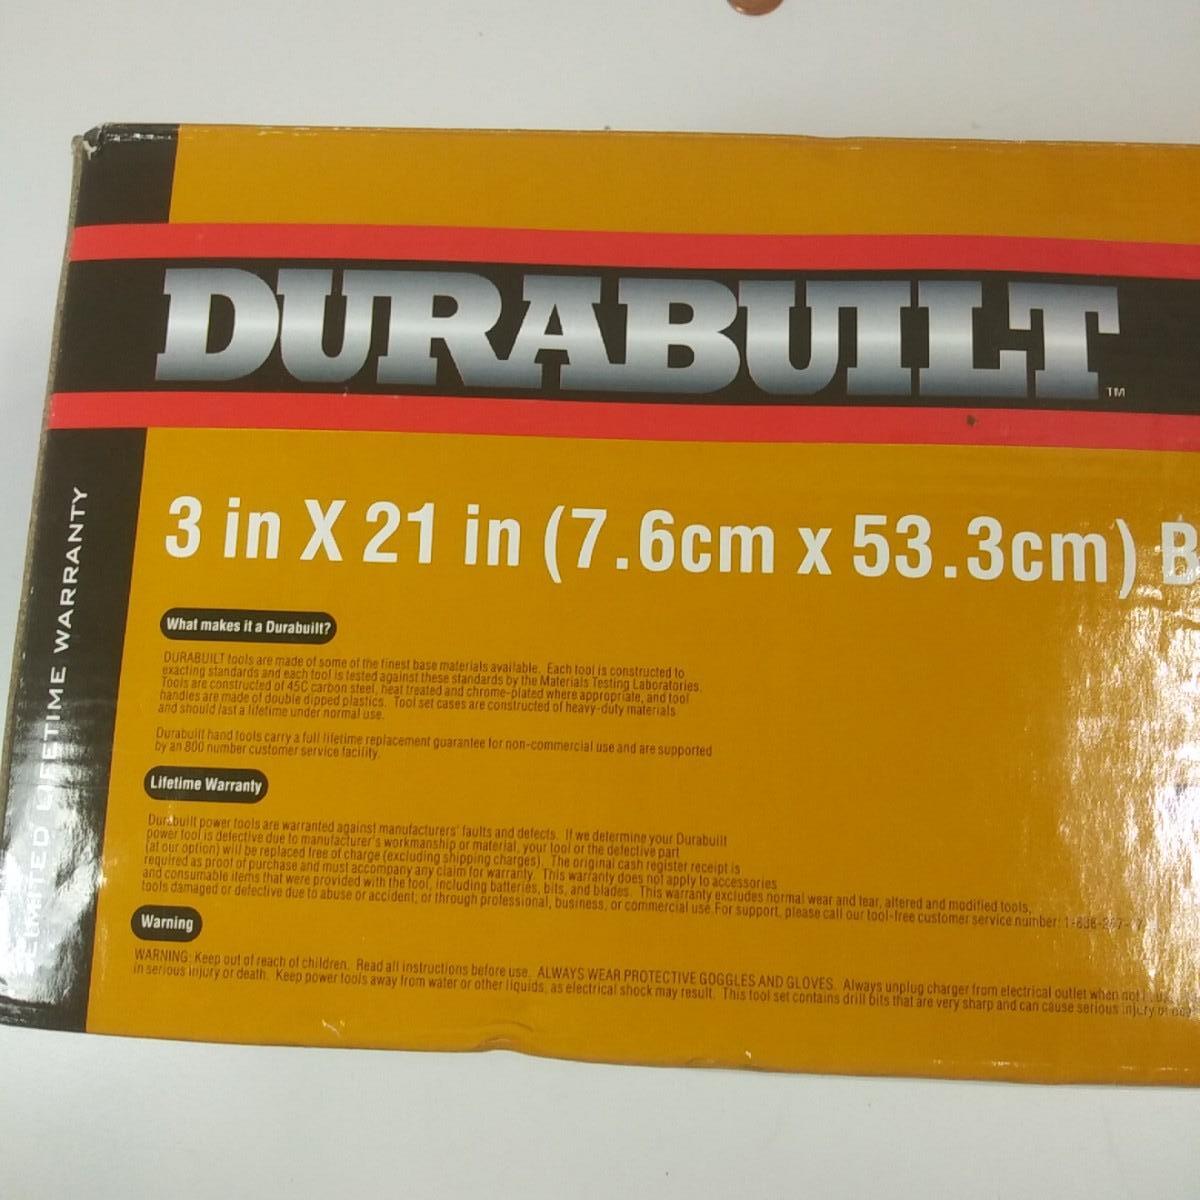 DURABUILT TM
3 in X 21 in (7.6cm x 53.3cm) B
LIMITED LIFETIME WARRANTY
What makes it a Durabuilt?
DURABUILT tools are made of some of the finest base materials available. Each tool is constructed to
exacting standards and each tool is tested against these standards by the Materials Testing Laboratories.
Tools are constructed of 45C carbon steel, heat treated and chrome-plated where appropriate, and tool
handles are made of double dipped plastics. Tool set cases are constructed of heavy-duty materials
and should last a lifetime under normal use.
Durabuilt hand tools carry a full lifetime replacement guarantee for non-commercial use and are supported
by an 800 number customer service facility.
Lifetime Warranty
Durabuilt power tools are warranted against manufacturers' faults and defects. If we determine your Durabuilt
power tool is defective due to manufacturer's workmanship or material, your tool or the defective part
(at our option) will be replaced free of charge (excluding shipping charges). The original cash register receipt is
required as proof of purchase and must accompany any claim for warranty. This warranty does not apply to accessories
and consumable items that were provided with the tool, including batteries, bits, and blades. This warranty excludes normal wear and tear, altered and modified tools,
tools damaged or defective due to abuse or accident; or through professional, business, or commercial use.For support, please call our tool-free customer service number:
Warning
WARNING: Keep out of reach of children. Read all instructions before use. ALWAYS WEAR PROTECTIVE GOGGLES AND GLOVES. Always unplug charger from electrical outlet when not
in serious injury or death. Keep power tools away from water or other liquids, as electrical shock may result. This tool set contains drill bits that are very sharp and can cause serious injury